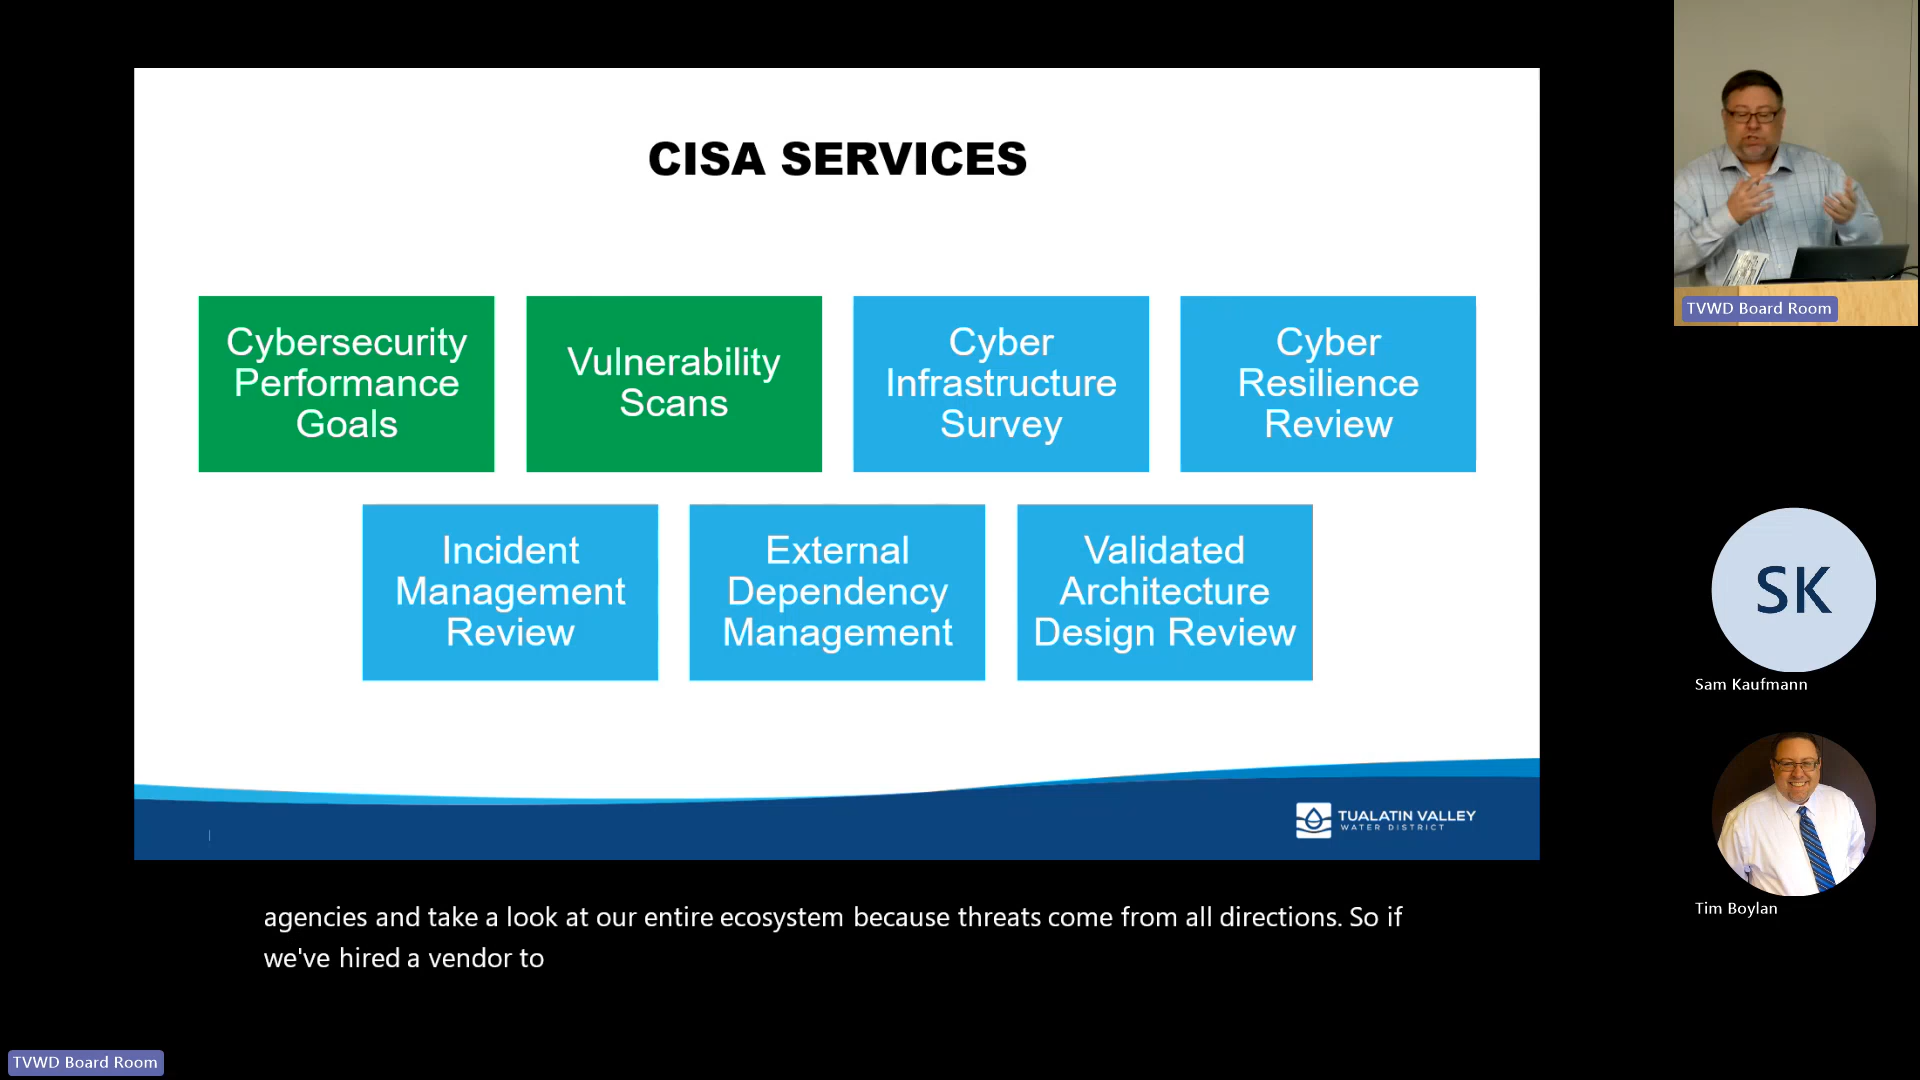 CISA SERVICES
Cybersecurity
Performance
Goals
Vulnerability
Scans
Cyber
Infrastructure
Survey
Cyber
Resilience
Review
Incident
Management
Review
External
Dependency
Management
Validated
Architecture
Design Review
TUALATIN VALLEY
WATER DISTRICT
agencies and take a look at our entire ecosystem because threats come from all directions. So if
we've hired a vendor to
TVWD Board Room
SK
Sam Kaufmann
Tim Boylan
TVWD Board Room